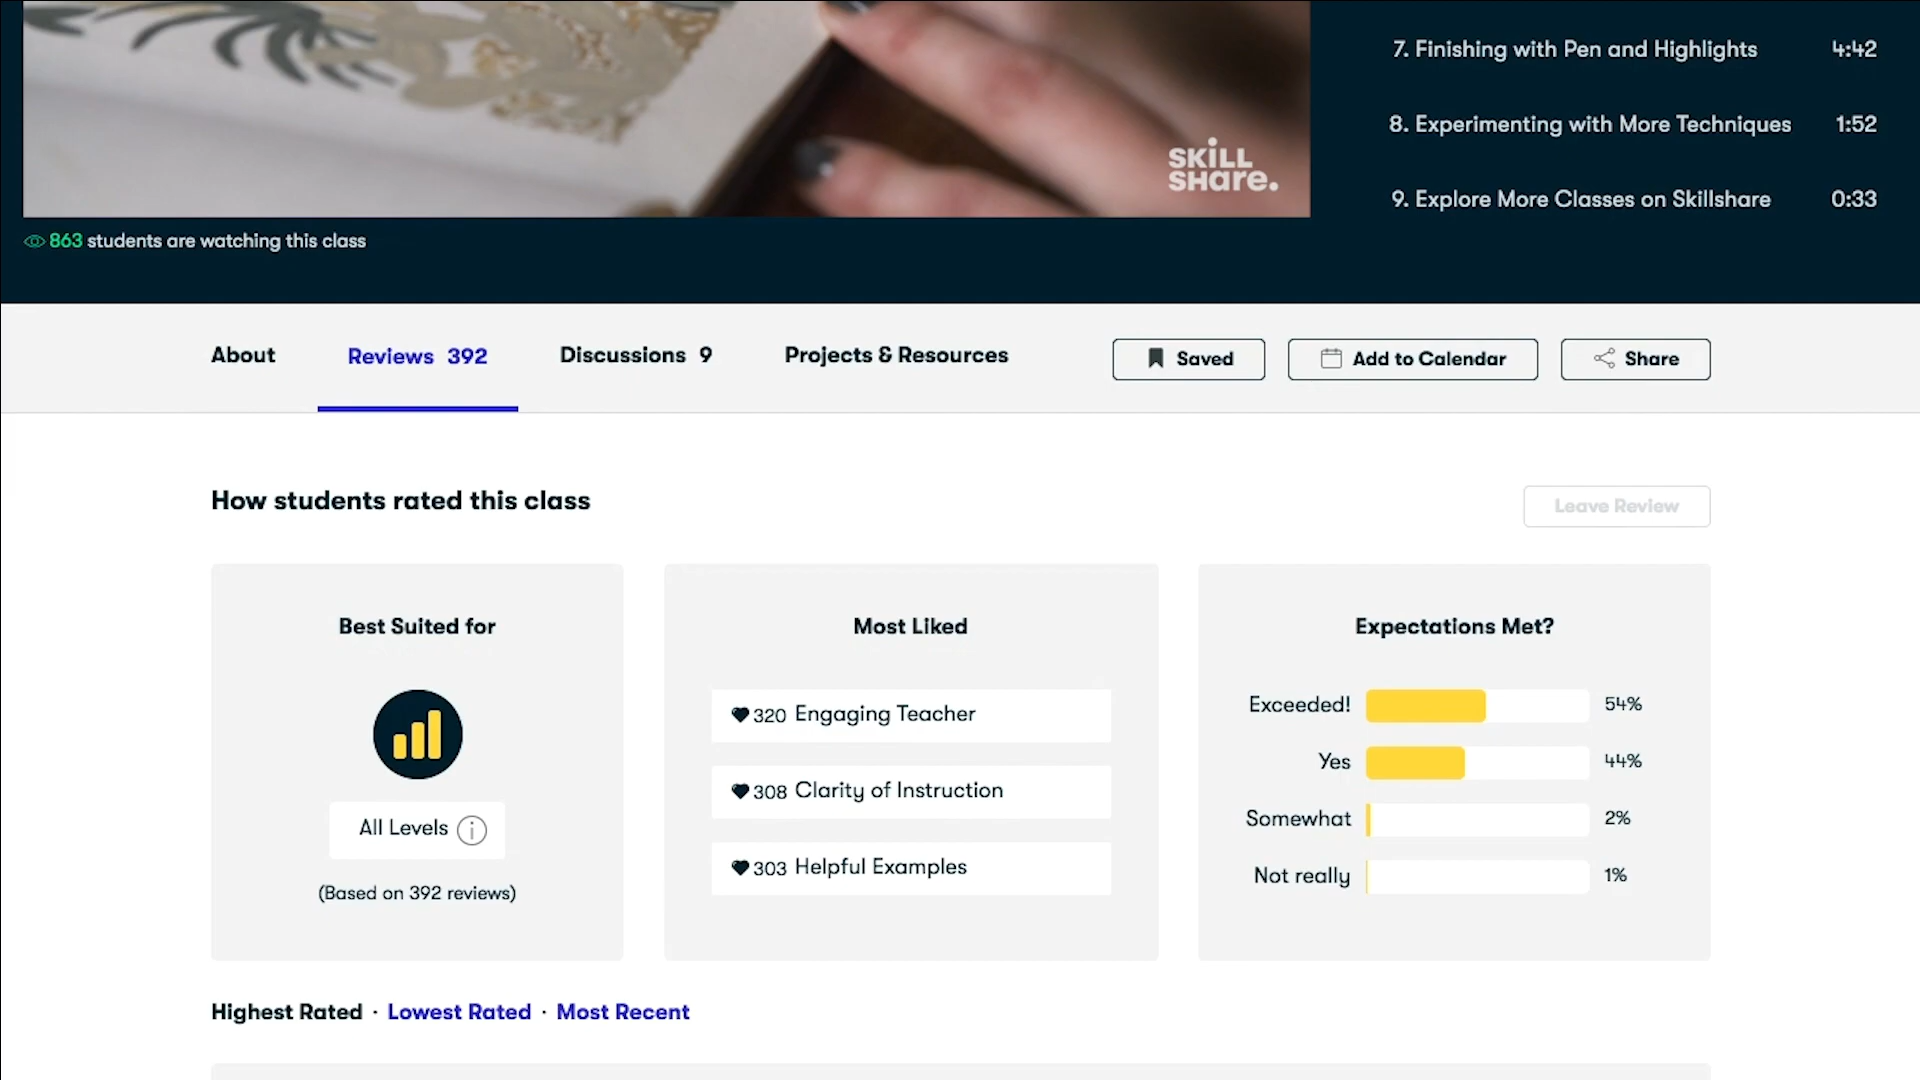 7. Finishing with Pen and Highlights 4:42
8. Experimenting with More Techniques 1:52
9. Explore More Classes on Skillshare 0:33
SKILL
SHare.
863 students are watching this class
About Reviews 392 Discussions 9 Projects & Resources Saved Add to Calendar Share
How students rated this class
Leave Review
Best Suited for
All Levels
(Based on 392 reviews)
Most Liked
320 Engaging Teacher
308 Clarity of Instruction
303 Helpful Examples
Expectations Met?
Exceeded! 54%
Yes 44%
Somewhat 2%
Not really 1%
Highest Rated · Lowest Rated · Most Recent